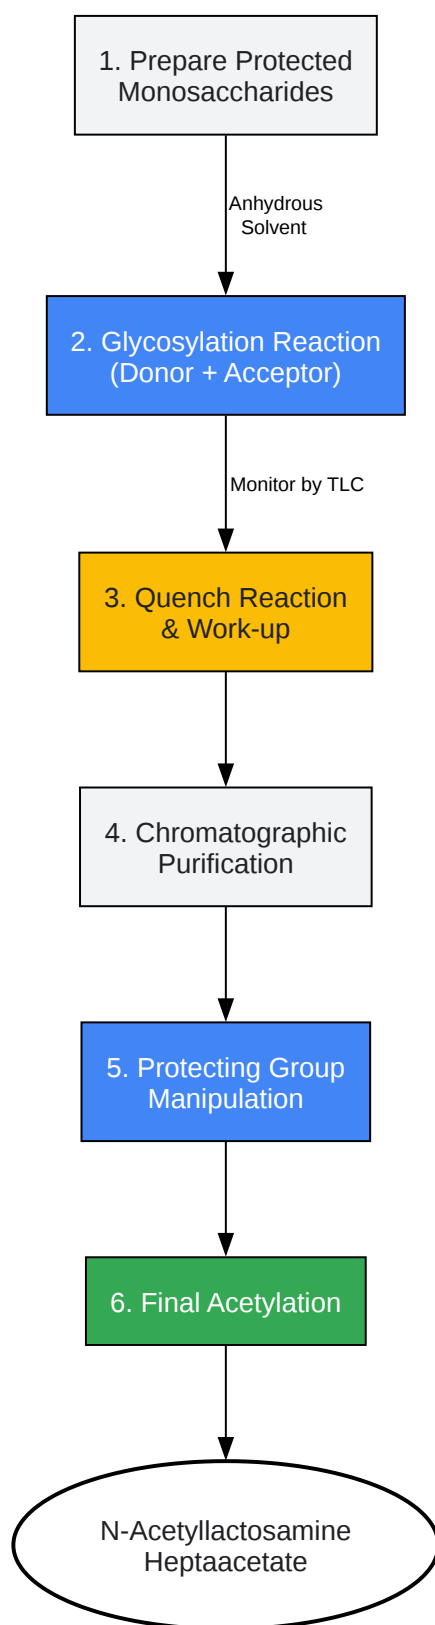 1. Prepare Protected
Monosaccharides
Anhydrous
Solvent
2. Glycosylation Reaction
(Donor + Acceptor)
Monitor by TLC
3. Quench Reaction
& Work-up
4. Chromatographic
Purification
5. Protecting Group
Manipulation
6. Final Acetylation
N-Acetyllactosamine
Heptaacetate